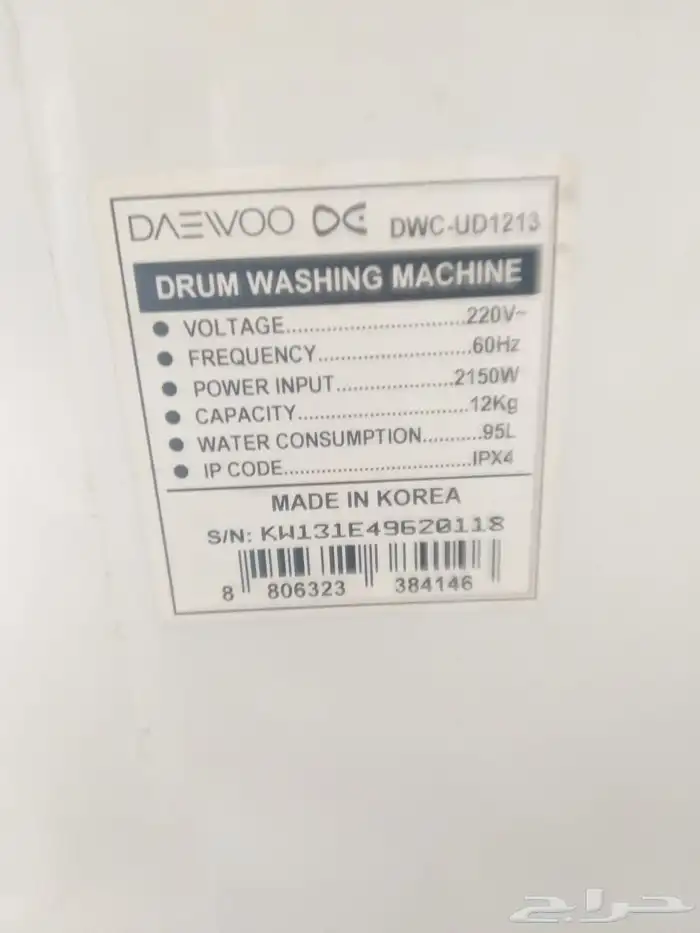 DAEWOO DWC-UD1213
DRUM WASHING MACHINE
● VOLTAGE..............................220V~
● FREQUENCY.........................60Hz
● POWER INPUT...................2150W
● CAPACITY............................12Kg
● WATER CONSUMPTION..........95L
● IP CODE................................IPX4
MADE IN KOREA
S/N: KW131E49620118
8 806323 384146
حراج